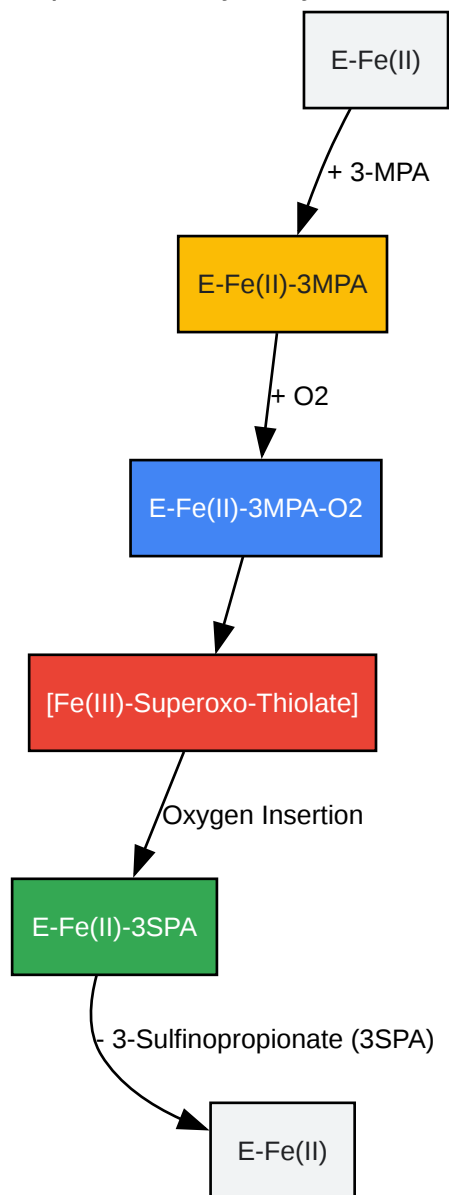 E-Fe(II)
+ 3-MPA
E-Fe(II)-3MPA
+ O2
E-Fe(II)-3MPA-O2
[Fe(III)-Superoxo-Thiolate]
Oxygen Insertion
E-Fe(II)-3SPA
- 3-Sulfinopropionate (3SPA)
E-Fe(II)